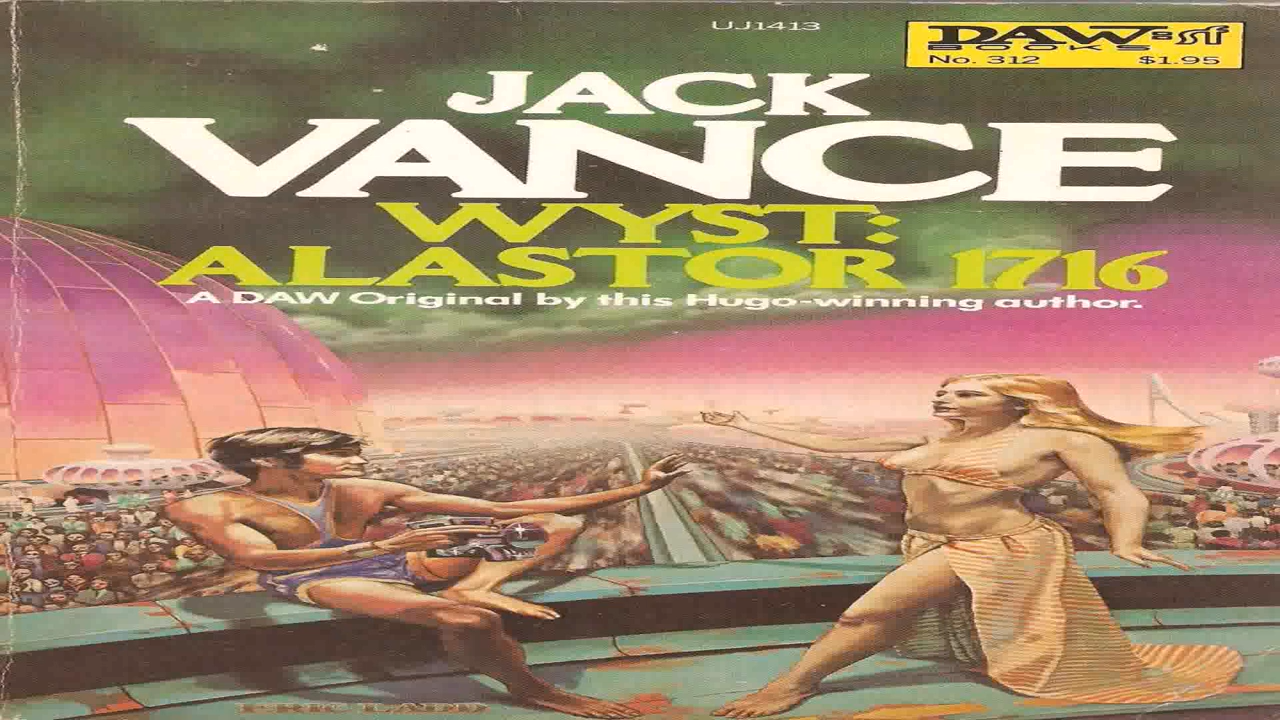 UJ1413
DAW sf
BOOKS
No. 312 $1.95
JACK
VANCE
WYST:
ALASTOR 1716
A DAW Original by this Hugo-winning author.